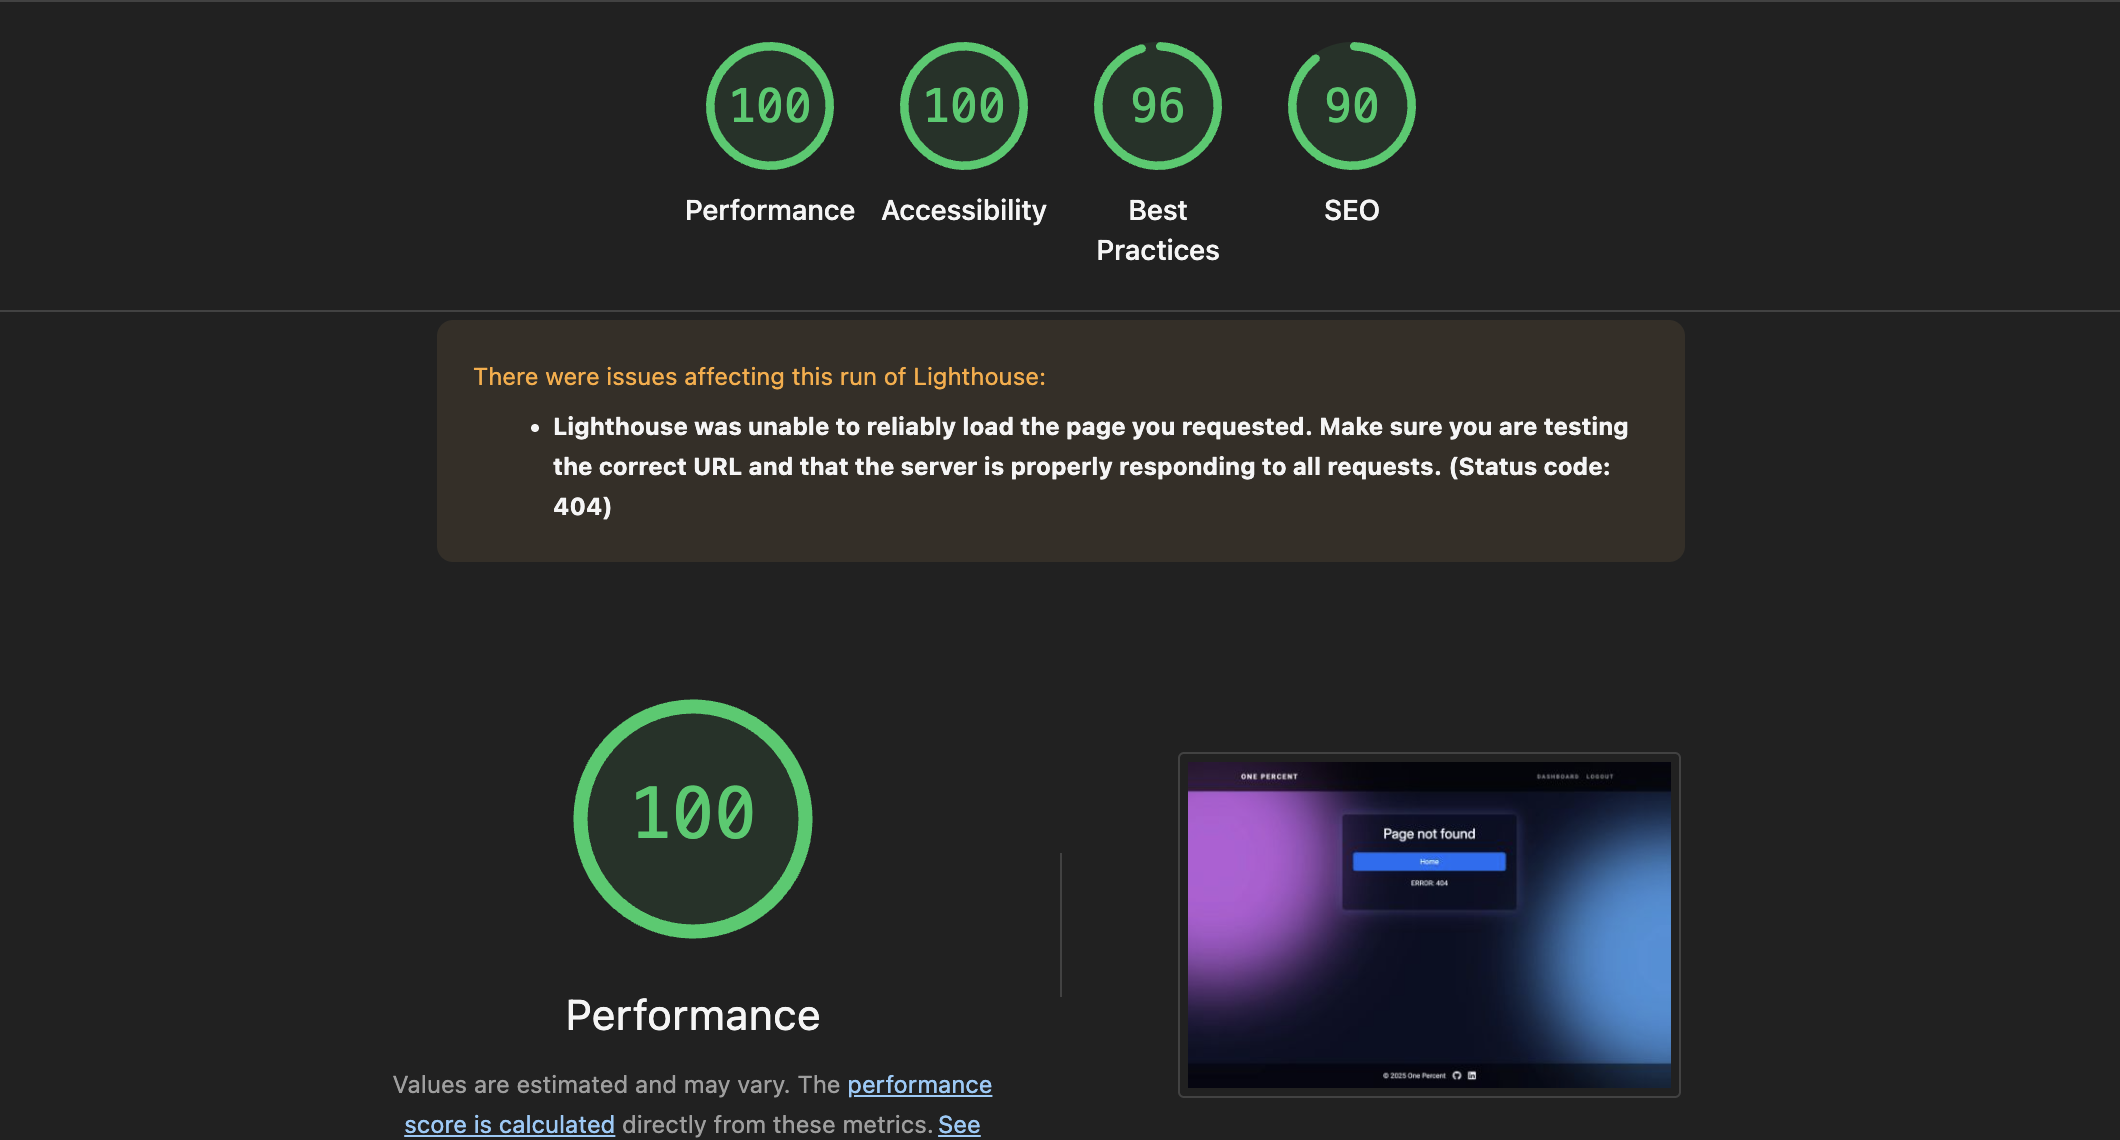 100
100
96
90
Performance
Accessibility
Best
Practices
SEO
There were issues affecting this run of Lighthouse:
• Lighthouse was unable to reliably load the page you requested. Make sure you are testing
the correct URL and that the server is properly responding to all requests. (Status code:
404)
100
Performance
Values are estimated and may vary. The performance
score is calculated directly from these metrics. See
ONE PERCENT
DASHBOARD LOGOUT
Page not found
Home
ERROR: 404
© 2025 One Percent